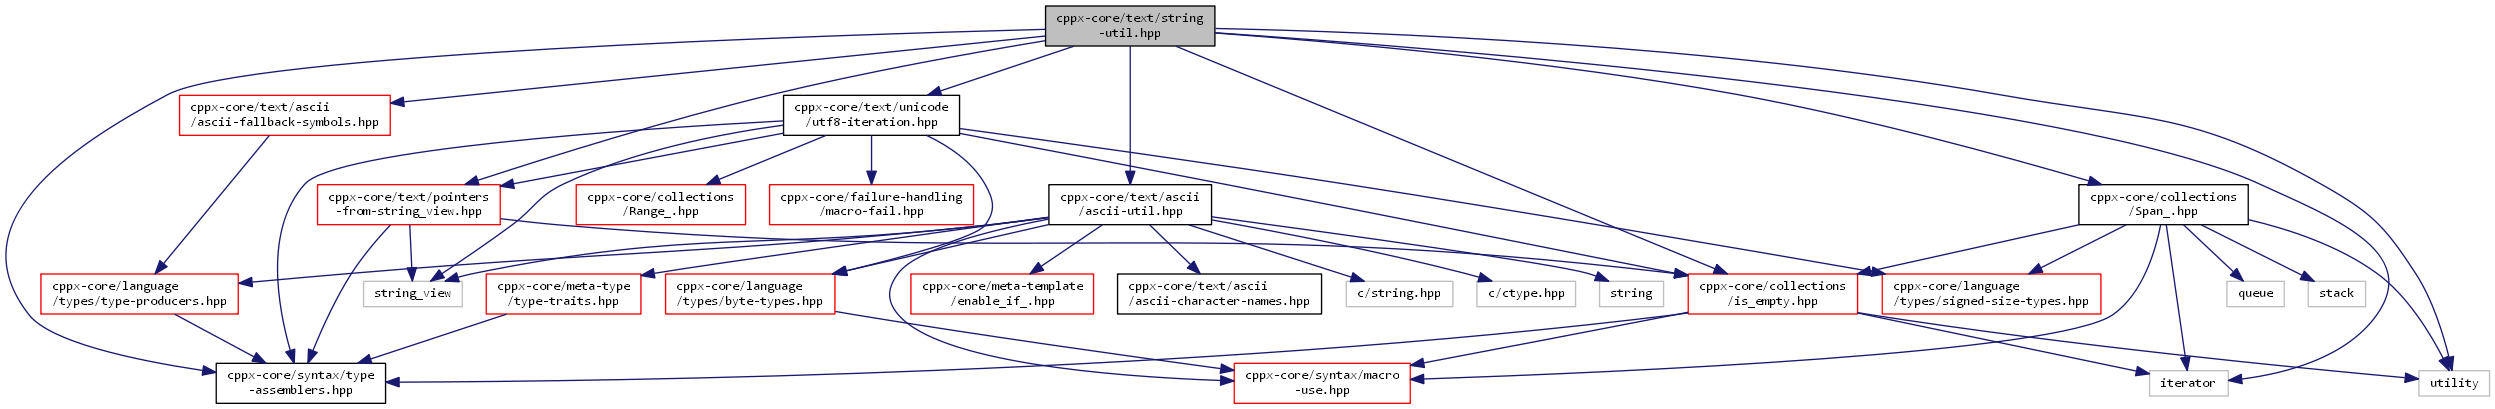 cppx-core/text/string
-util.hpp
cppx-core/text/ascii
/ascii-fallback-symbols.hpp
cppx-core/text/unicode
/utf8-iteration.hpp
cppx-core/text/pointers
-from-string_view.hpp
cppx-core/collections
/Range_.hpp
cppx-core/failure-handling
/macro-fail.hpp
cppx-core/text/ascii
/ascii-util.hpp
cppx-core/collections
/Span_.hpp
cppx-core/language
/types/type-producers.hpp
string_view
cppx-core/meta-type
/type-traits.hpp
cppx-core/language
/types/byte-types.hpp
cppx-core/meta-template
/enable_if_.hpp
cppx-core/text/ascii
/ascii-character-names.hpp
c/string.hpp
c/ctype.hpp
string
cppx-core/collections
/is_empty.hpp
cppx-core/language
/types/signed-size-types.hpp
queue
stack
cppx-core/syntax/type
-assemblers.hpp
cppx-core/syntax/macro
-use.hpp
iterator
utility